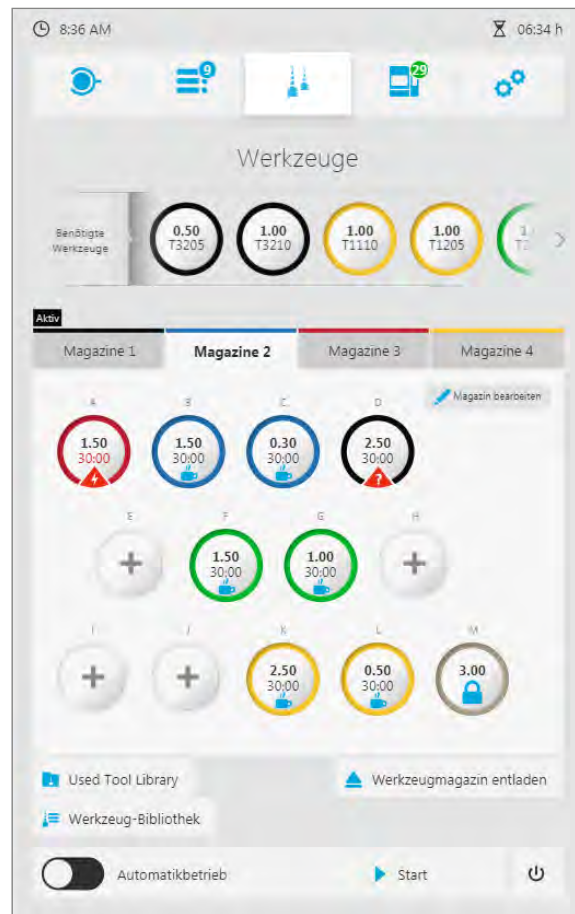 8:36 AM
06:34 h
9
29
Werkzeuge
Benötigte
Werkzeuge
0.50
T3205
1.00
T3210
1.00
T1110
1.00
T1205
Aktiv
Magazine 1
Magazine 2
Magazine 3
Magazine 4
Magazin bearbeiten
A
B
C
D
1.50
30:00
1.50
30:00
0.30
30:00
2.50
30:00
?
E
F
G
H
+
1.50
30:00
1.00
30:00
+
I
J
K
L
M
+
+
2.50
30:00
0.50
30:00
3.00
Used Tool Library
Werkzeugmagazin entladen
Werkzeug-Bibliothek
Automatikbetrieb
Start